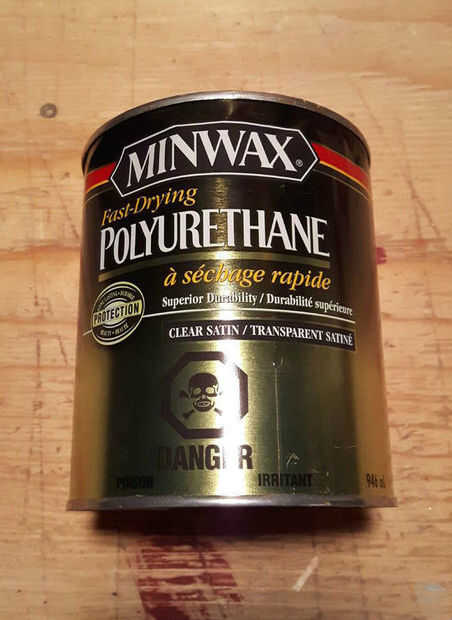 MINWAX®
Fast-Drying
POLYURETHANE
à séchage rapide
Superior Durability / Durabilité supérieure
PROTECTION
CLEAR SATIN / TRANSPARENT SATINÉ
DANGER
POISON IRRITANT 946 mL